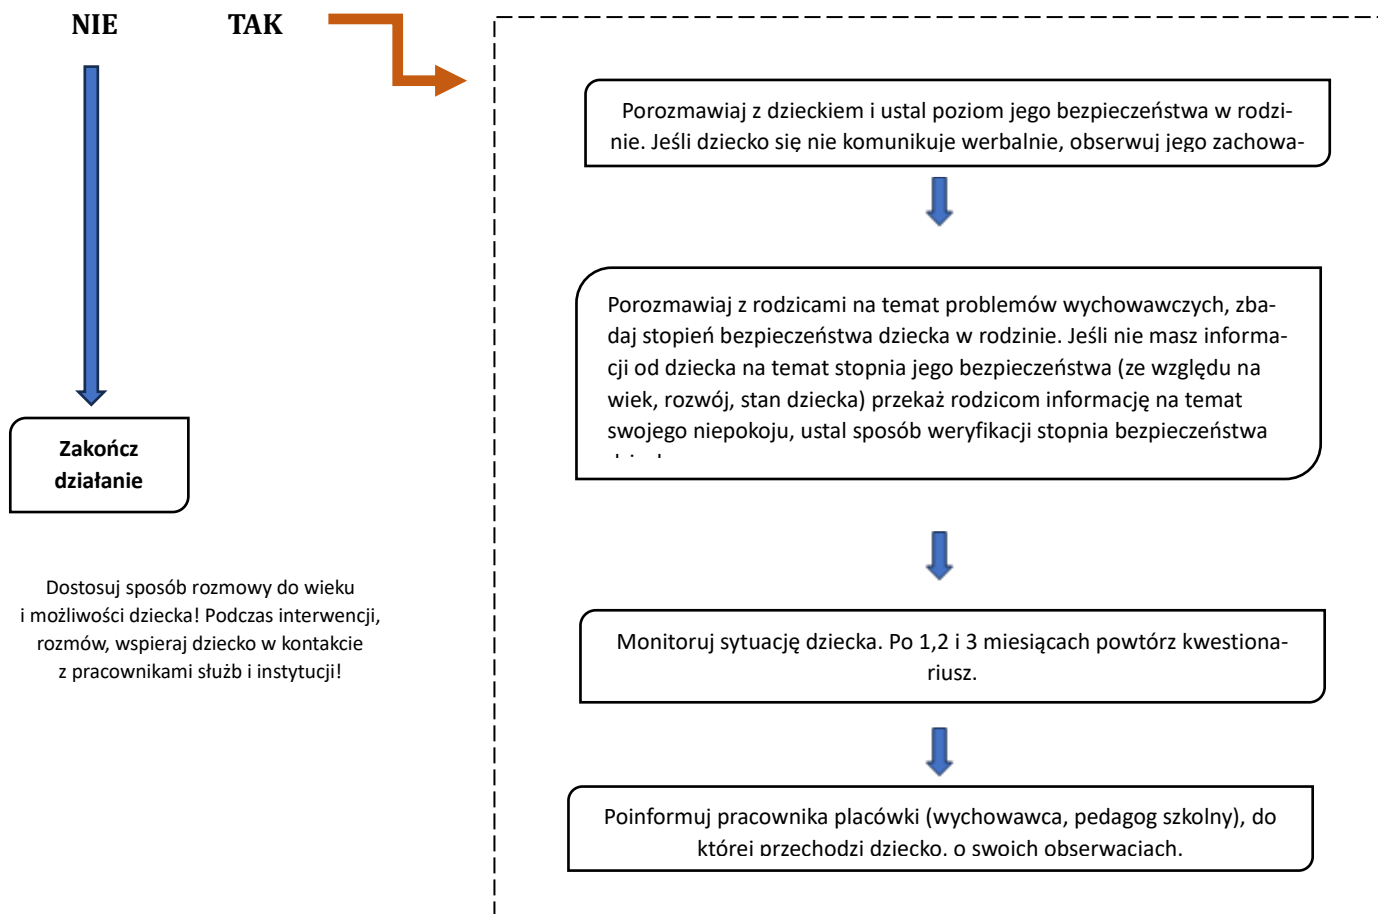 NIE TAK
Porozmawiaj z dzieckiem i ustal poziom jego bezpieczeństwa w rodzi-
nie. Jeśli dziecko się nie komunikuje werbalnie, obserwuj jego zachowa-
Porozmawiaj z rodzicami na temat problemów wychowawczych, zba-
daj stopień bezpieczeństwa dziecka w rodzinie. Jeśli nie masz informa-
cji od dziecka na temat stopnia jego bezpieczeństwa (ze względu na
wiek, rozwój, stan dziecka) przekaż rodzicom informację na temat
swojego niepokoju, ustal sposób weryfikacji stopnia bezpieczeństwa
Zakończ
działanie
Dostosuj sposób rozmowy do wieku
i możliwości dziecka! Podczas interwencji,
rozmów, wspieraj dziecko w kontakcie
z pracownikami służb i instytucji!
Monitoruj sytuację dziecka. Po 1,2 i 3 miesiącach powtórz kwestiona-
riusz.
Poinformuj pracownika placówki (wychowawca, pedagog szkolny), do
której przechodzi dziecko, o swoich obserwacjach.